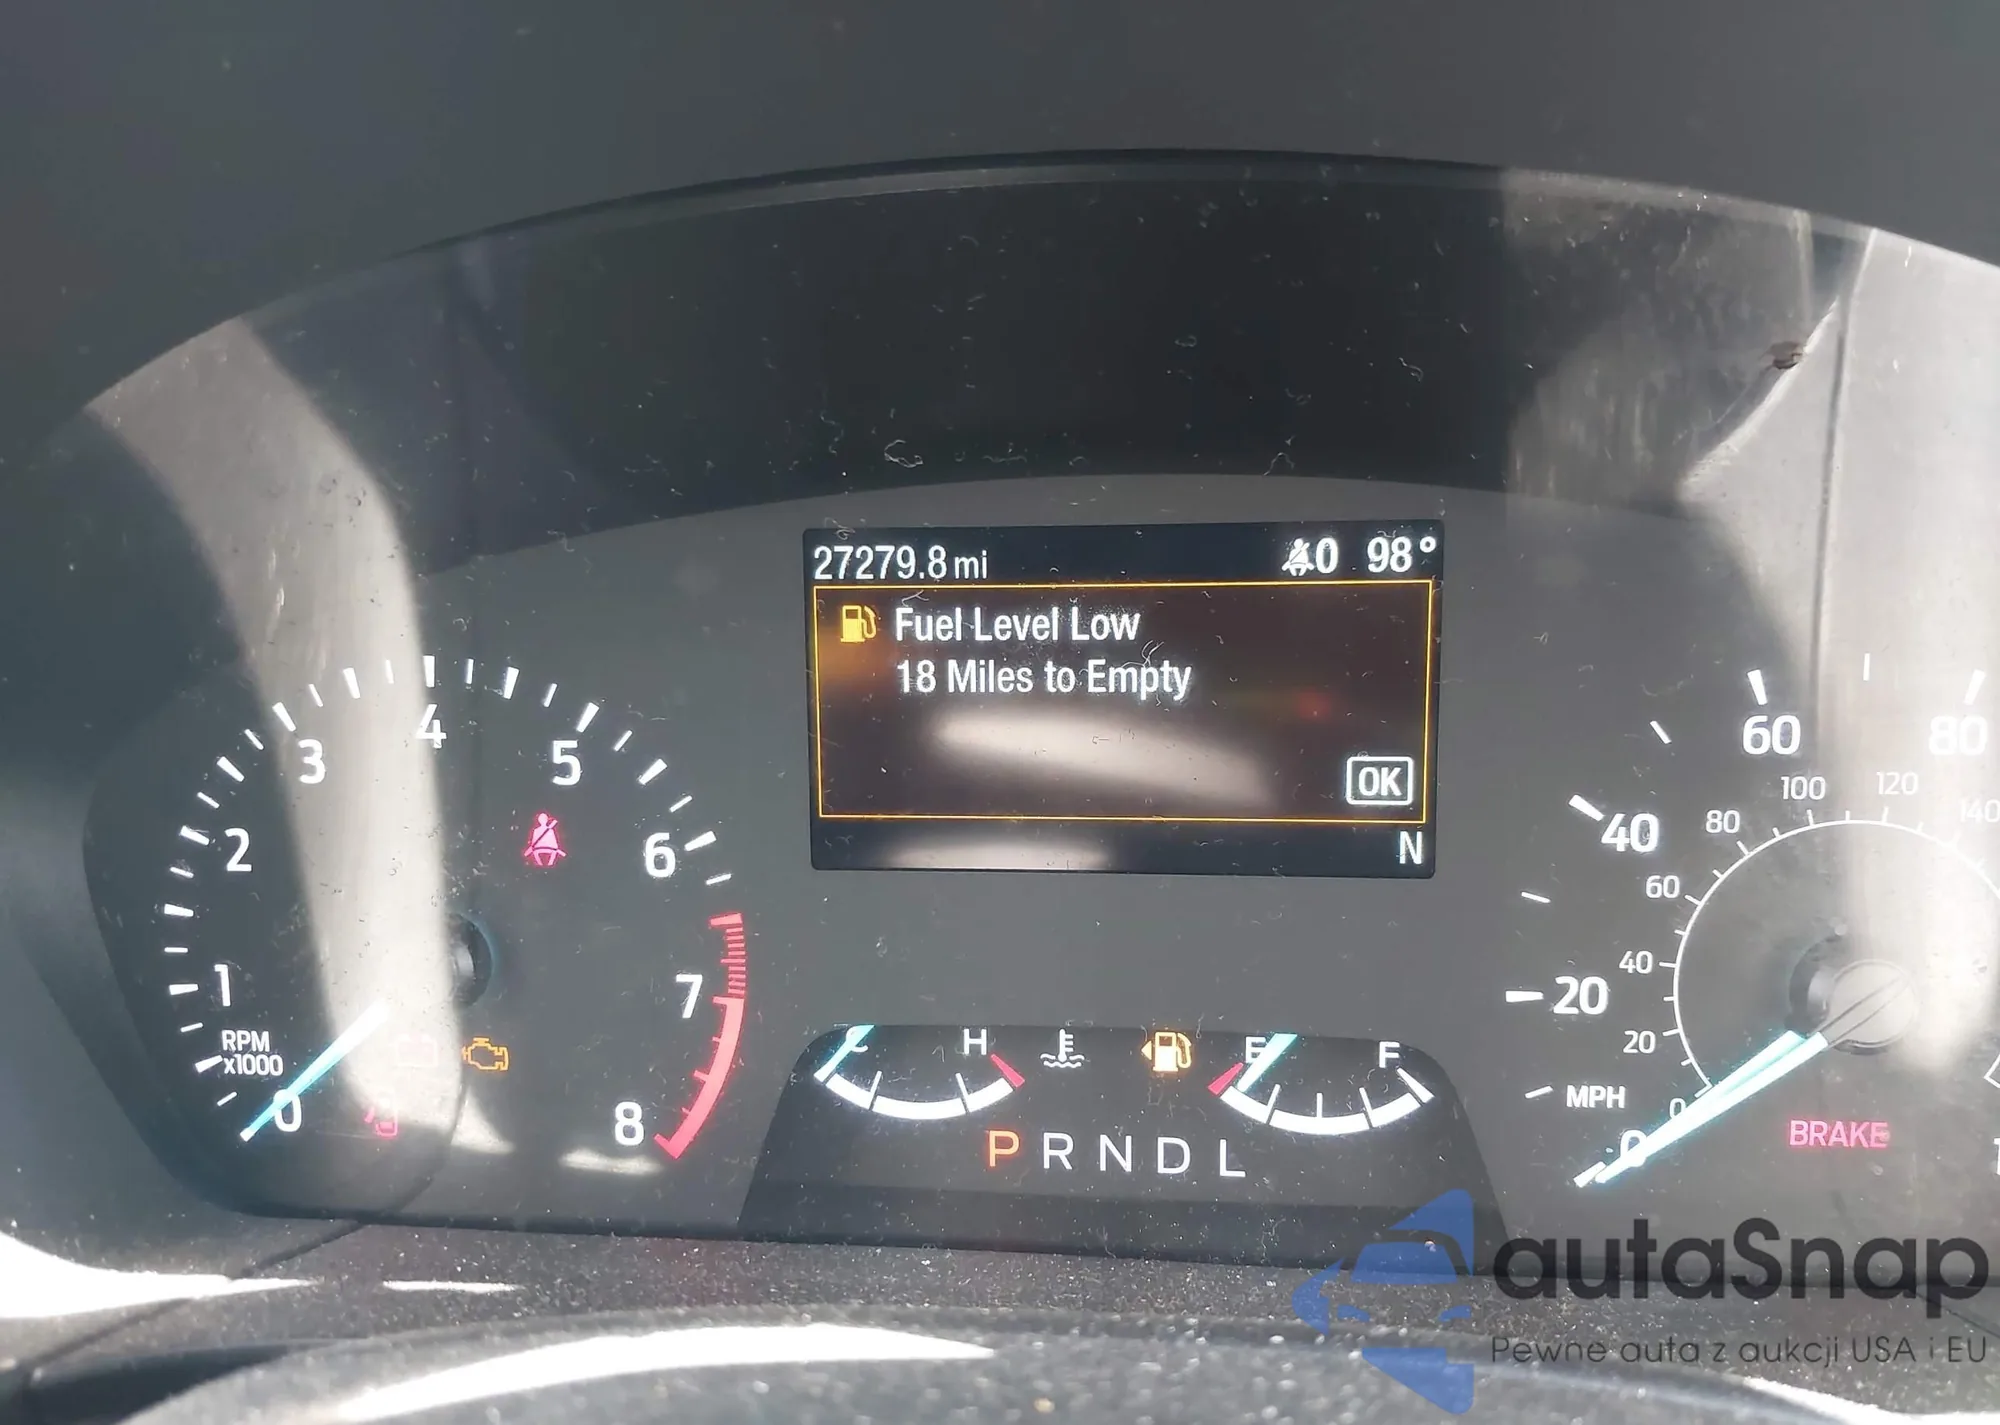 27279.8 mi
0 98°
Fuel Level Low
18 Miles to Empty
OK
N
0
1
2
3
4
5
6
7
8
RPM
x1000
C
H
E
F
P R N D L
0
20
40
60
80
0
20
40
60
80
100
120
140
MPH
BRAKE
autaSnap
Pewne auta z aukcji USA i EU